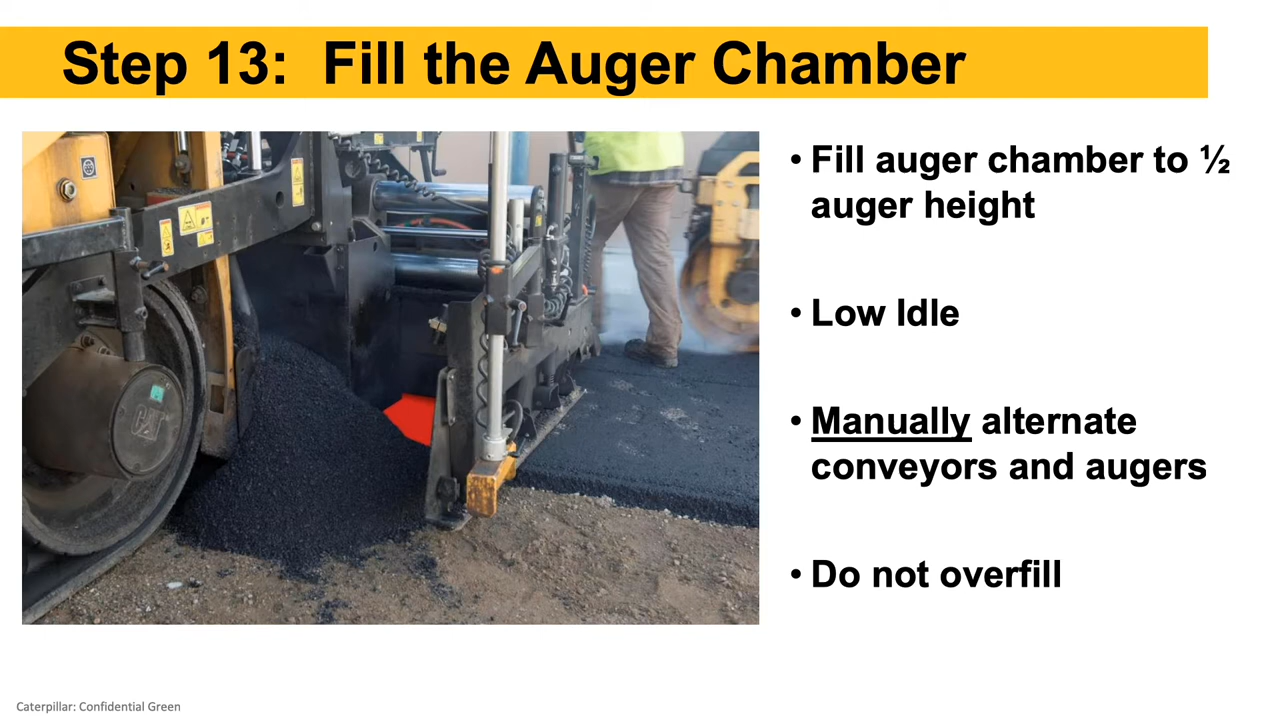 Step 13:  Fill the Auger Chamber
• Fill auger chamber to ½
auger height
• Low Idle
• Manually alternate
conveyors and augers
• Do not overfill
CAT
Caterpillar: Confidential Green